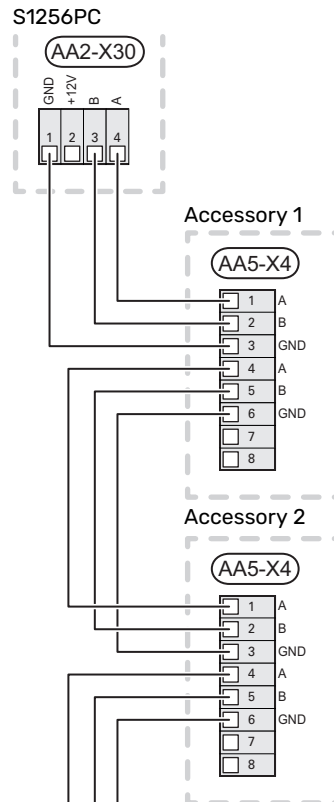 S1256PC
AA2-X30
GND +12V B A
1 2 3 4
Accessory 1
AA5-X4
1 A
2 B
3 GND
4 A
5 B
6 GND
7
8
Accessory 2
AA5-X4
1 A
2 B
3 GND
4 A
5 B
6 GND
7
8